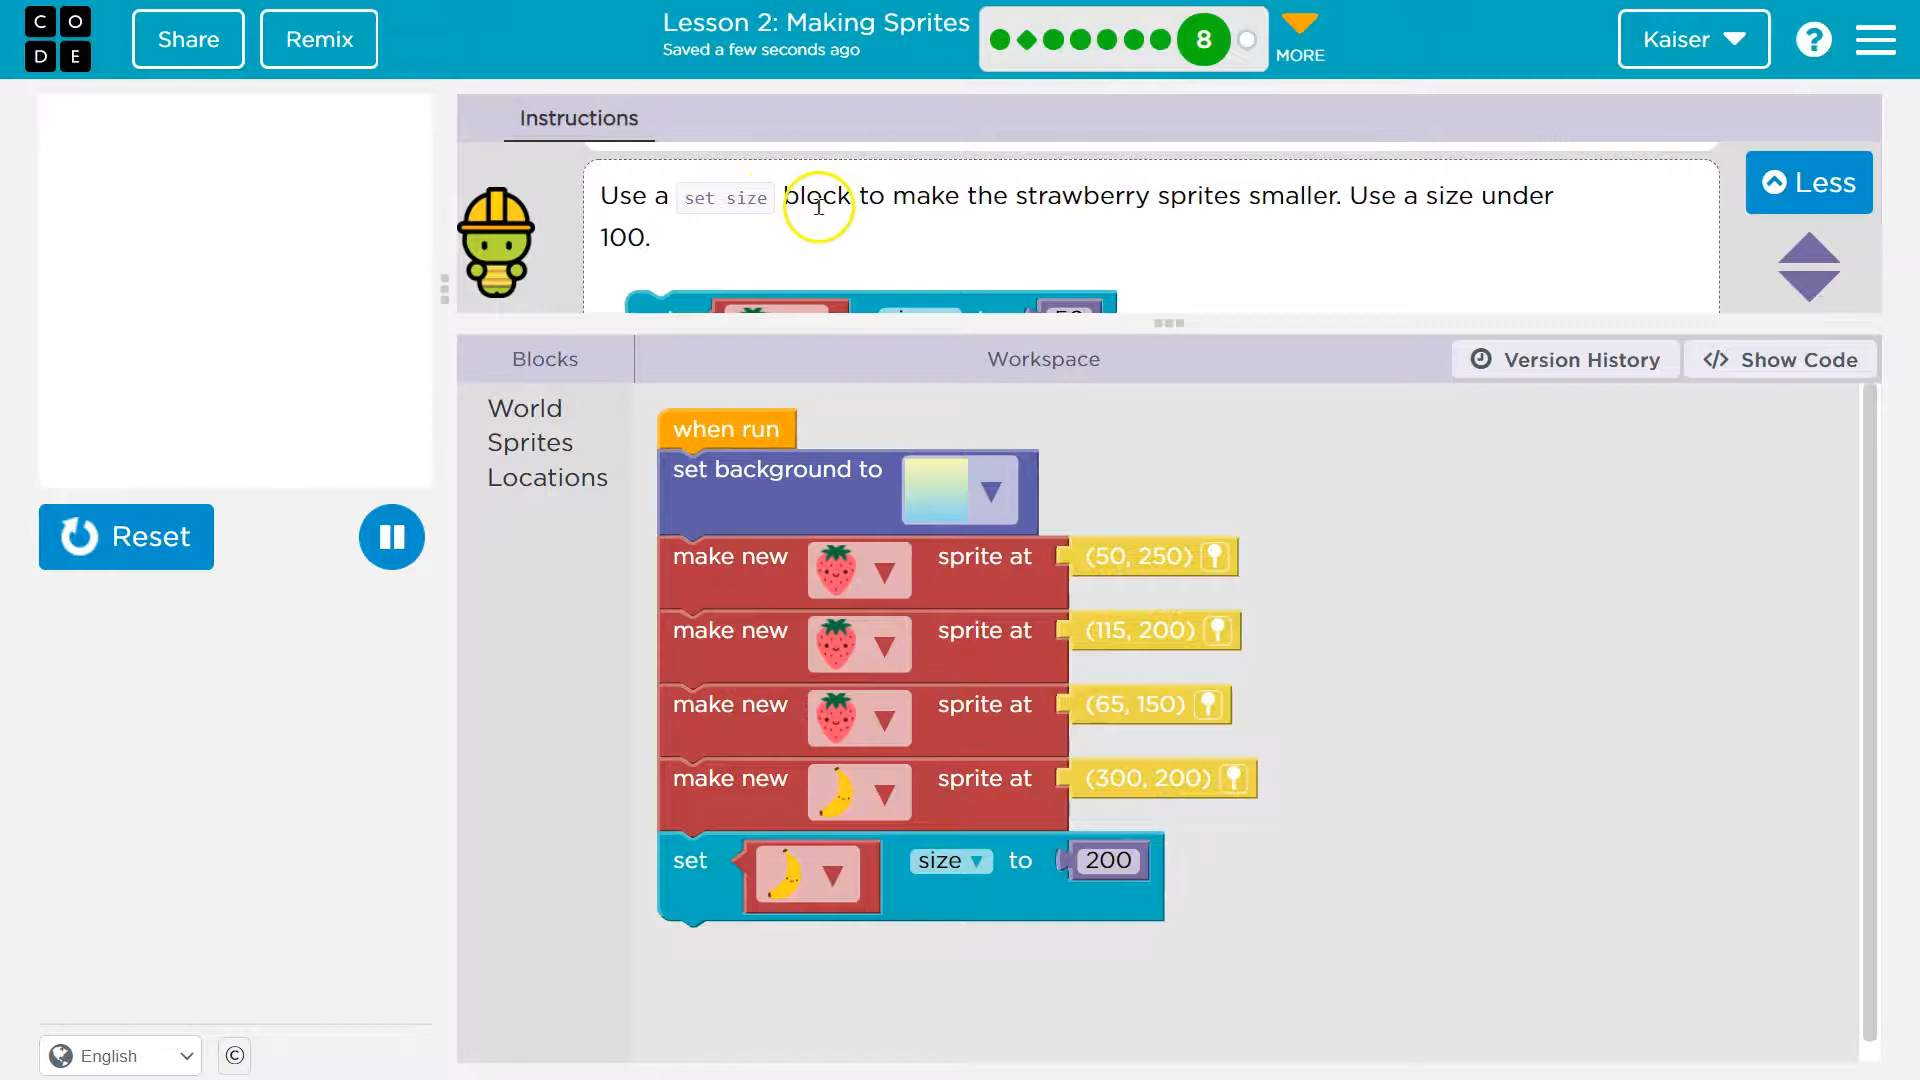 C O
D E
Share
Remix
Lesson 2: Making Sprites
Saved a few seconds ago
8
MORE
Kaiser
?
Instructions
Use a set size block to make the strawberry sprites smaller. Use a size under
100.
Less
Blocks
Workspace
Version History
</> Show Code
World
Sprites
Locations
when run
set background to
make new sprite at (50, 250)
make new sprite at (115, 200)
make new sprite at (65, 150)
make new sprite at (300, 200)
set size to 200
Reset
English
©